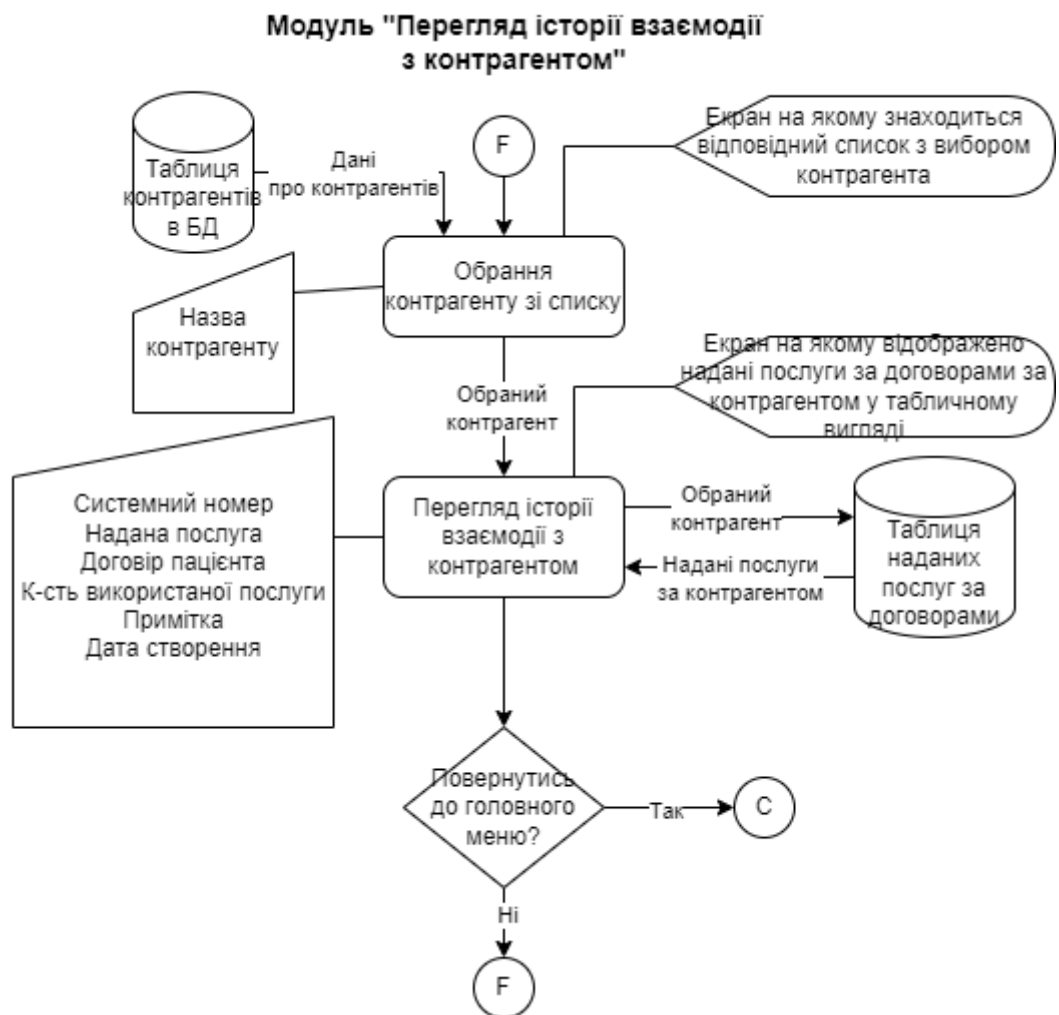 Модуль "Перегляд історії взаємодії
з контрагентом"
Таблиця
контрагентів
в БД
Дані
про контрагентів
F
Екран на якому знаходиться
відповідний список з вибором
контрагента
Обрання
контрагенту зі списку
Назва
контрагенту
Обраний
контрагент
Екран на якому відображено
надані послуги за договорами за
контрагентом у табличному
вигляді
Системний номер
Надана послуга
Договір пацієнта
К-сть використаної послуги
Примітка
Дата створення
Перегляд історії
взаємодії з
контрагентом
Обраний
контрагент
Надані послуги
за контрагентом
Таблиця
наданих
послуг за
договорами
Повернутись
до головного
меню?
Так
C
Ні
F